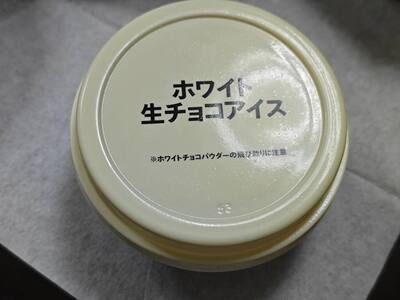 ホワイト
生チョコアイス
※ホワイトチョコパウダーの飛び散りに注意